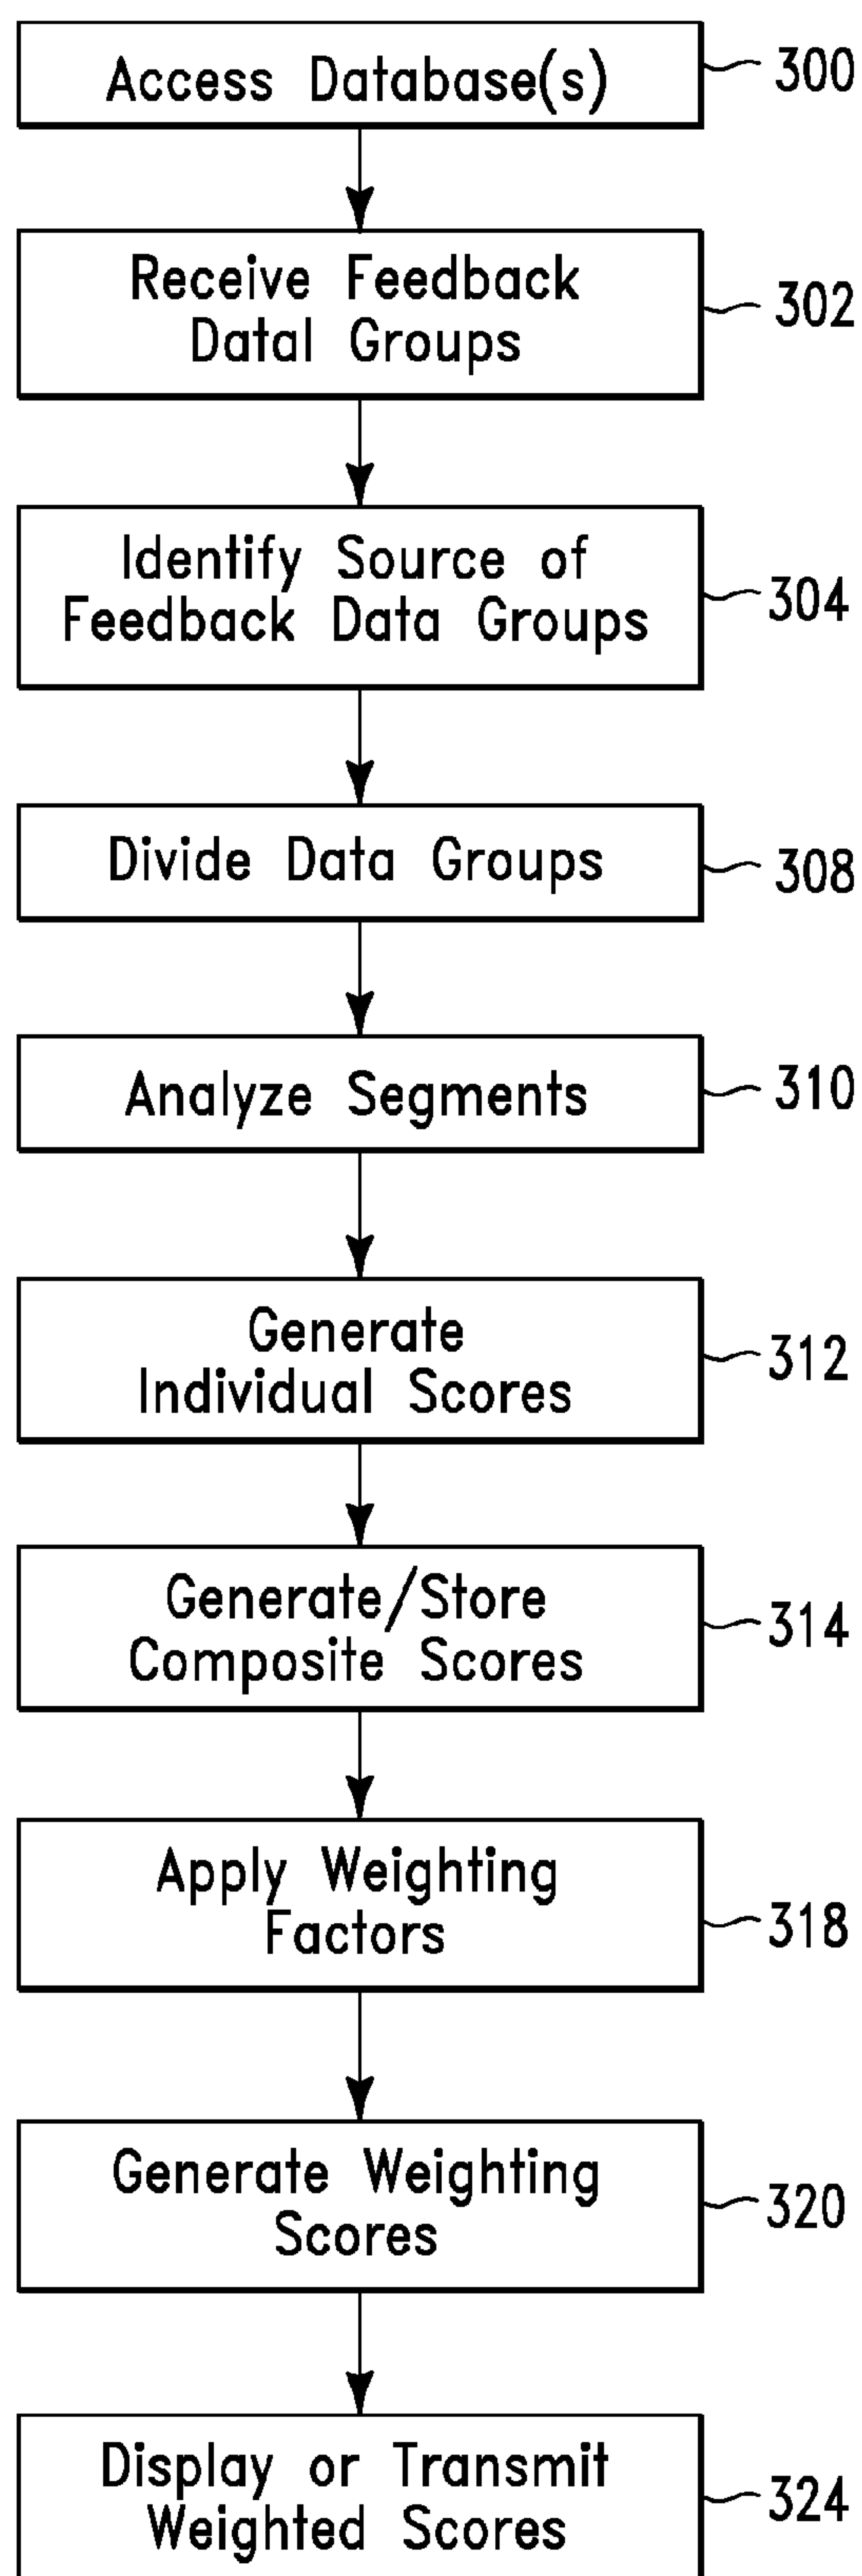 Access Database(s)
300
Receive Feedback
Datal Groups
302
Identify Source of
Feedback Data Groups
304
Divide Data Groups
308
Analyze Segments
310
Generate
Individual Scores
312
Generate/Store
Composite Scores
314
Apply Weighting
Factors
318
Generate Weighting
Scores
320
Display or Transmit
Weighted Scores
324